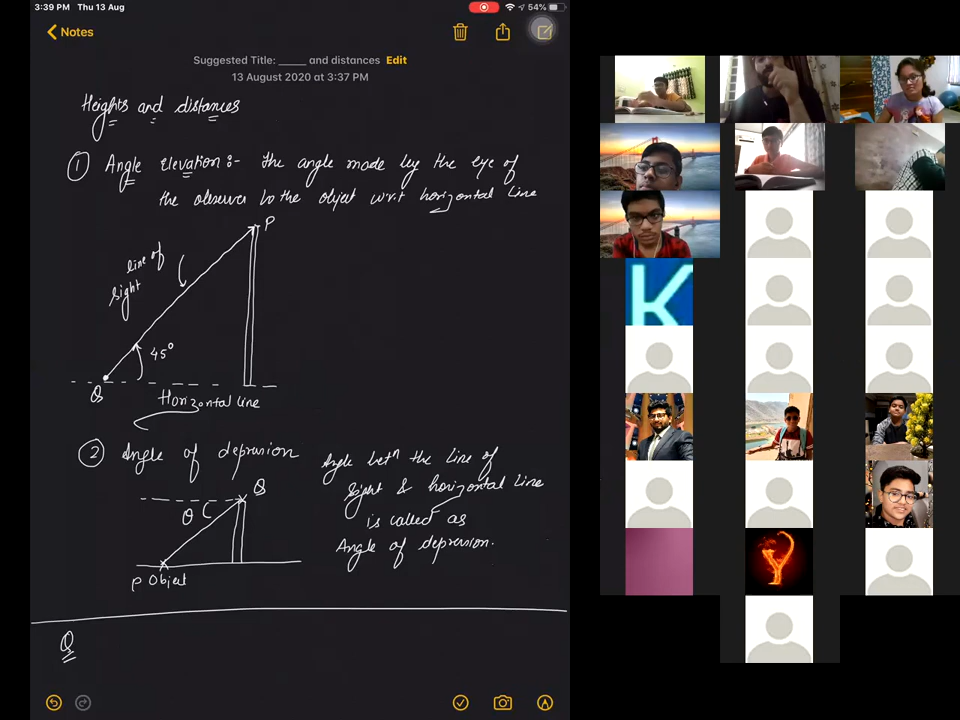 3:39 PM Thu 13 Aug
54%
Notes
Suggested Title: _____ and distances Edit
13 August 2020 at 3:37 PM
Heights and distances
1 Angle Elevation :- the angle made by the eye of
the observer to the object w.r.t horizontal line
P
line of
sight
45°
Q
Horizontal line
2 Angle of depression
Angle betn the line of
sight & horizontal line
is called as
Angle of depression.
Q
θ
P Object
Q
K
Y